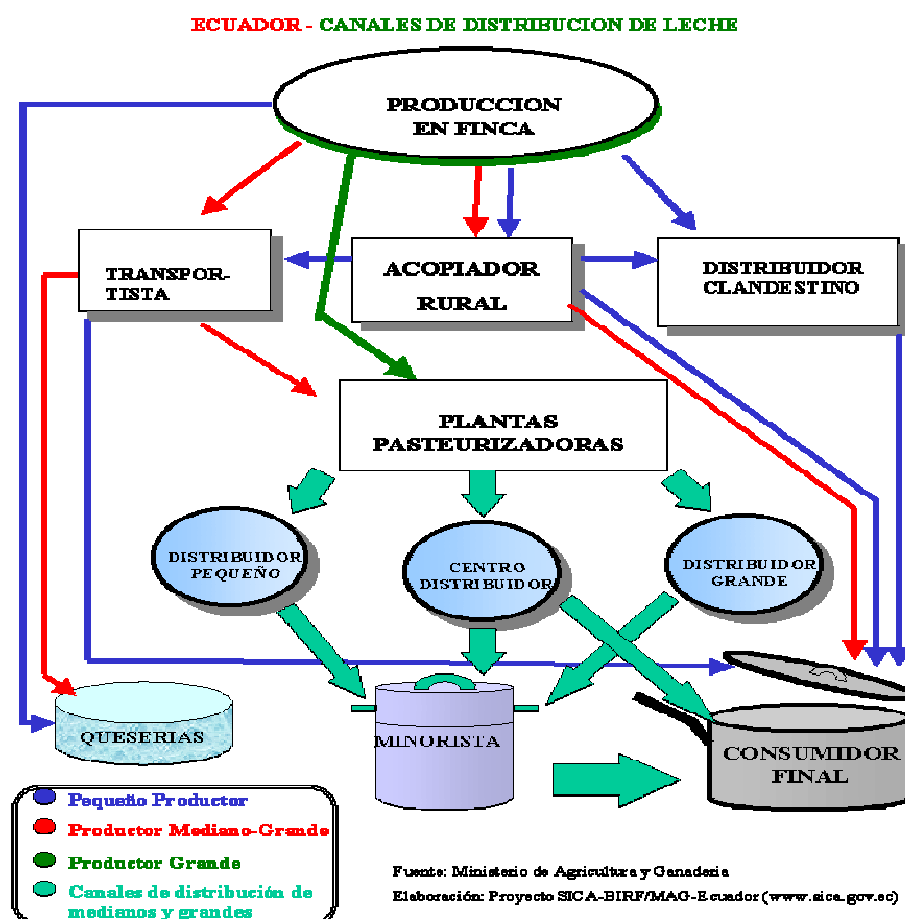 ECUADOR - CANALES DE DISTRIBUCION DE LECHE
PRODUCCION
EN FINCA
TRANSPOR-
TISTA
ACOPIADOR
RURAL
DISTRIBUIDOR
CLANDESTINO
PLANTAS
PASTEURIZADORAS
DISTRIBUIDOR
PEQUEÑO
CENTRO
DISTRIBUIDOR
DISTRIBUIDOR
GRANDE
QUESERIAS
MINORISTA
CONSUMIDOR
FINAL
Pequeño Productor
Productor Mediano-Grande
Productor Grande
Canales de distribución de
medianos y grandes
Fuente: Ministerio de Agricultura y Ganaderia
Elaboración: Proyecto SICA-BIRF/MAG-Ecuador (www.sica.gov.ec)